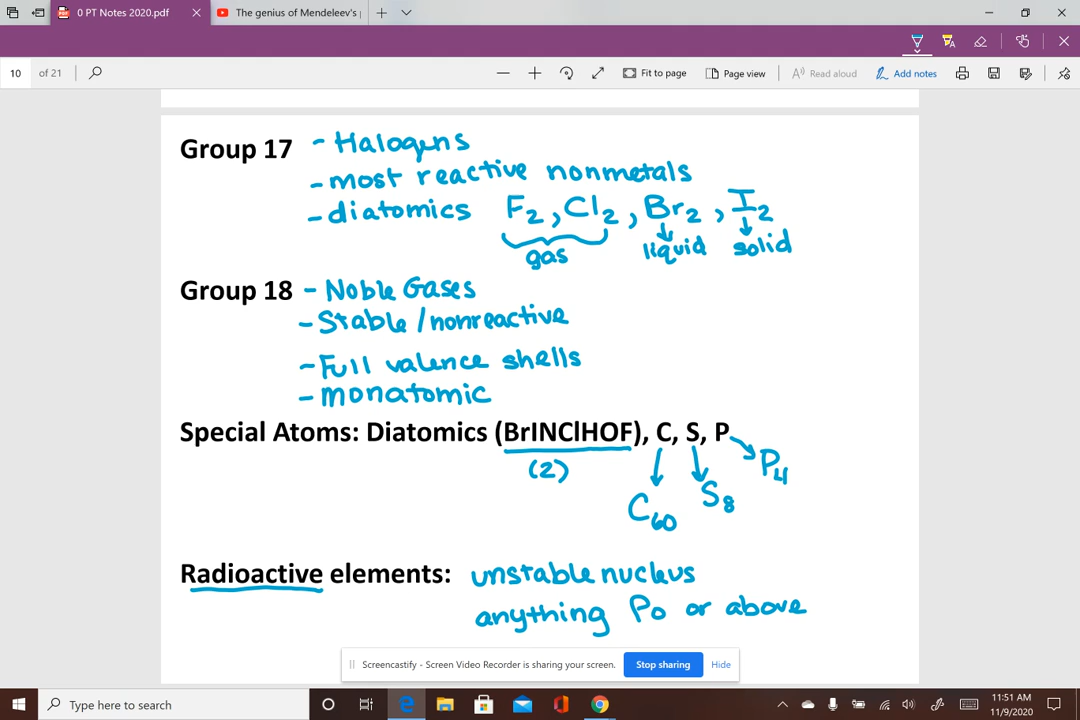 0 PT Notes 2020.pdf
The genius of Mendeleev's p
10 of 21
Fit to page
Page view
Read aloud
Add notes
Group 17 - Halogens
- most reactive nonmetals
- diatomics F2, Cl2, Br2, I2
gas liquid solid
Group 18 - Noble Gases
- Stable/nonreactive
- Full valence shells
- monatomic
Special Atoms: Diatomics (BrINClHOF), C, S, P
(2) P4
C60 S8
Radioactive elements: unstable nucleus
anything Po or above
Screencastify - Screen Video Recorder is sharing your screen. Stop sharing Hide
Type here to search
11:51 AM
11/9/2020